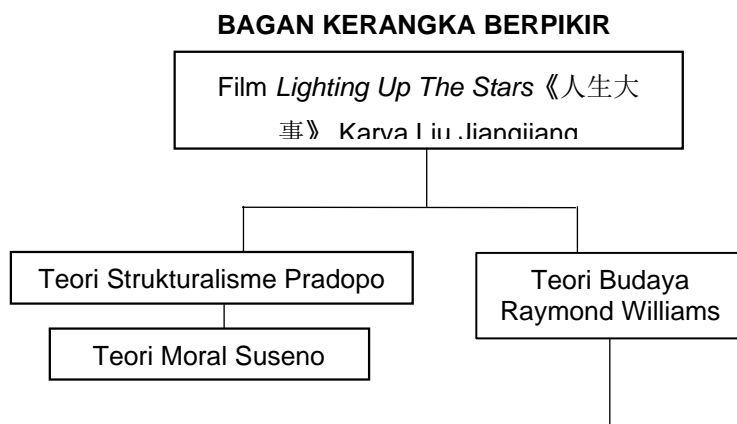 BAGAN KERANGKA BERPIKIR
Film Lighting Up The Stars《人生大
事》 Karya Liu Jiangjiang
Teori Strukturalisme Pradopo
Teori Budaya
Raymond Williams
Teori Moral Suseno